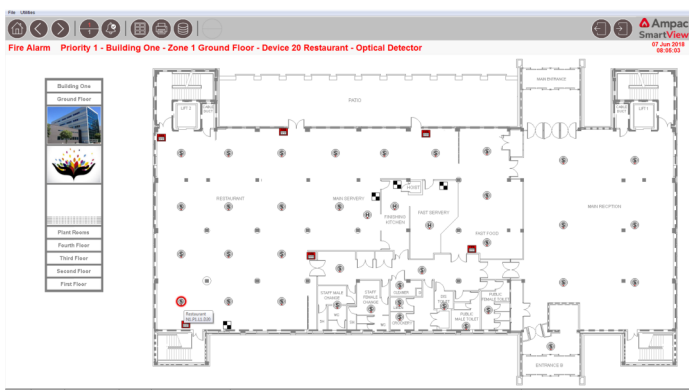 File Utilities
Ampac
SmartView
07 Jun 2018
08:05:03
Fire Alarm Priority 1 - Building One - Zone 1 Ground Floor - Device 20 Restaurant - Optical Detector
Building One
Ground Floor
Plant Rooms
Fourth Floor
Third Floor
Second Floor
First Floor
MAIN ENTRANCE
PATIO
LIFT 2
LIFT 1
RESTAURANT
MAIN SERVERY
HOIST
FINISHING
KITCHEN
FAST SERVERY
FAST FOOD
MAIN RECEPTION
STAFF MALE
CHANGE
STAFF
FEMALE
CHANGE
PUBLIC
FEMALE TOILET
PUBLIC
MALE TOILET
Restaurant
ENTRANCE B